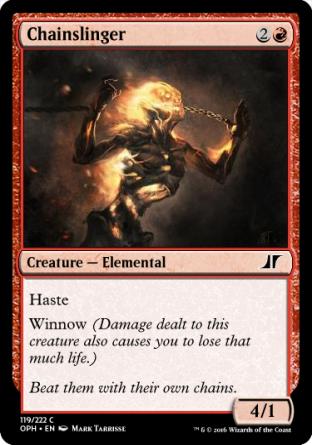 Chainslinger 2
Creature — Elemental
Haste
Winnow (Damage dealt to this
creature also causes you to lose that
much life.)
Beat them with their own chains.
4/1
119/222 C
OPH • EN MARK TARRISSE
™ & © 2016 Wizards of the Coast